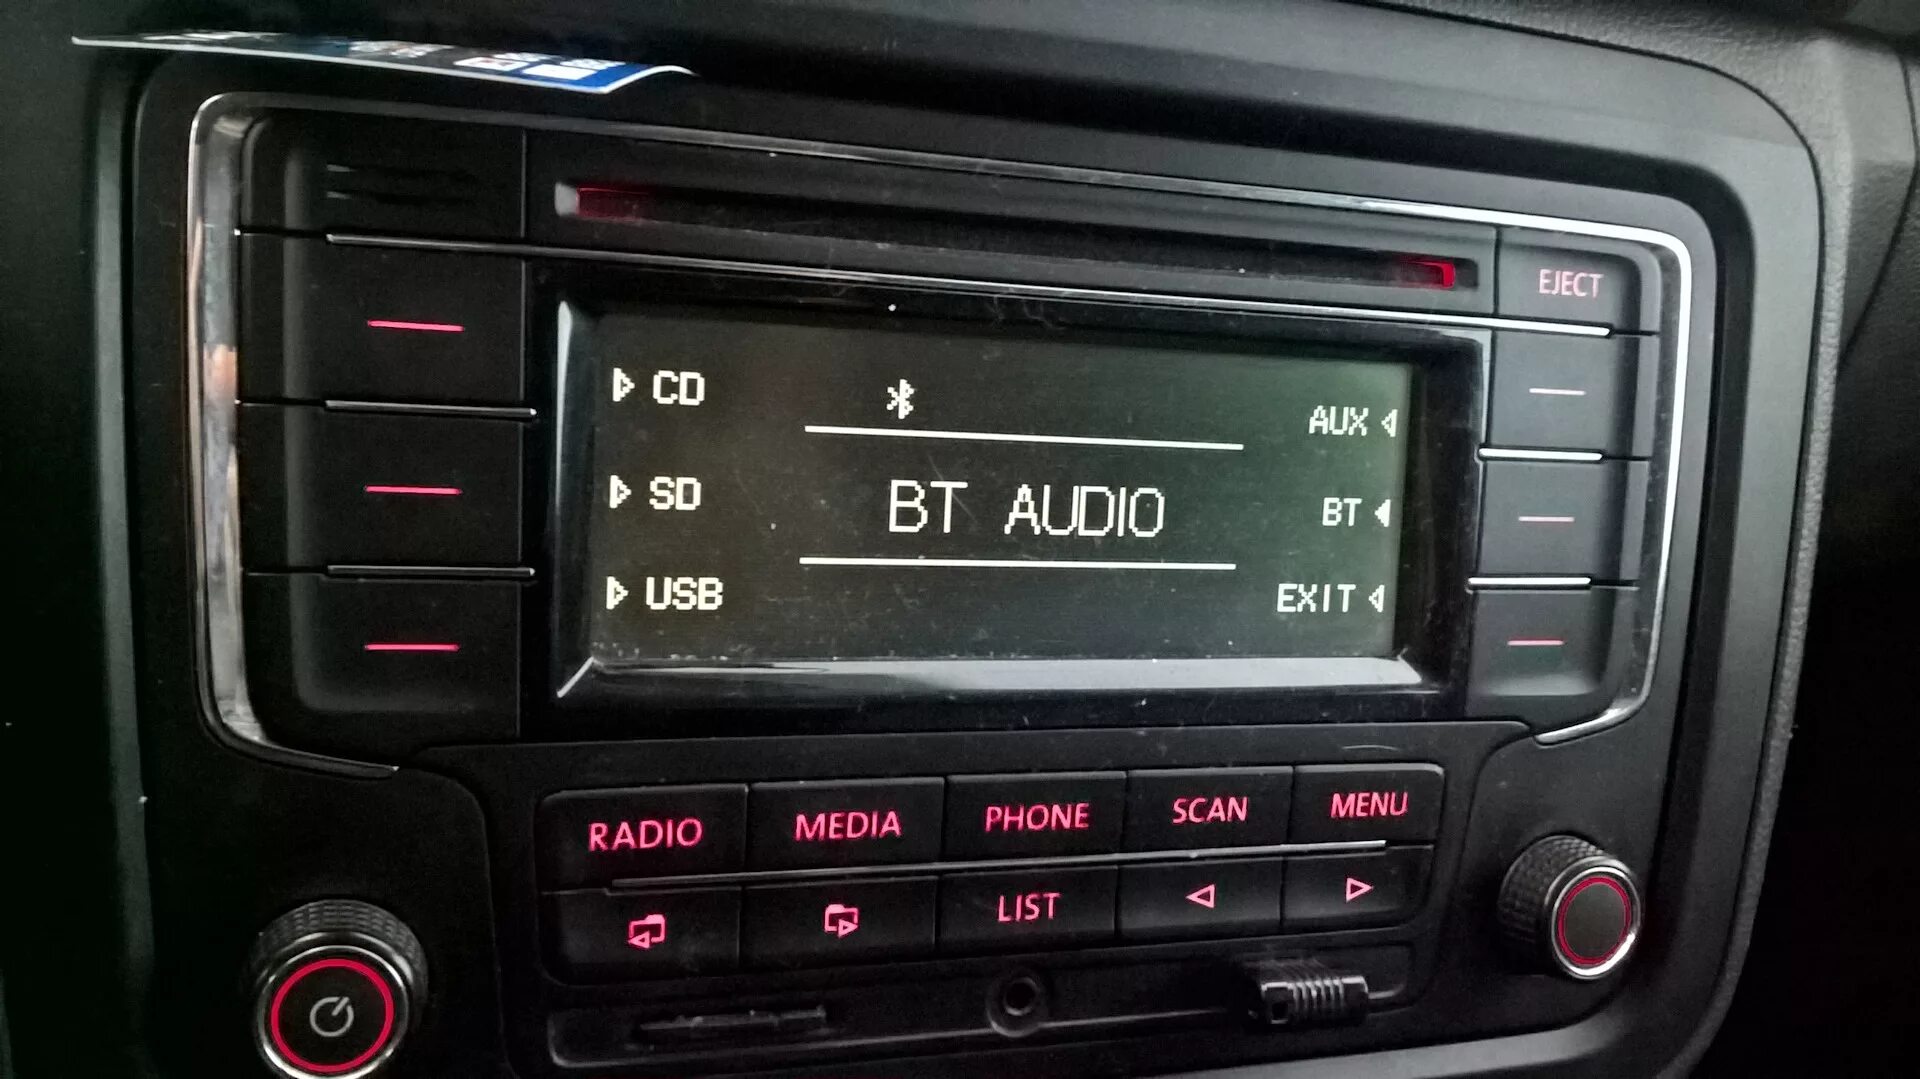 EJECT
CD
AUX
SD
BT AUDIO
BT
USB
EXIT
RADIO
MEDIA
PHONE
SCAN
MENU
LIST